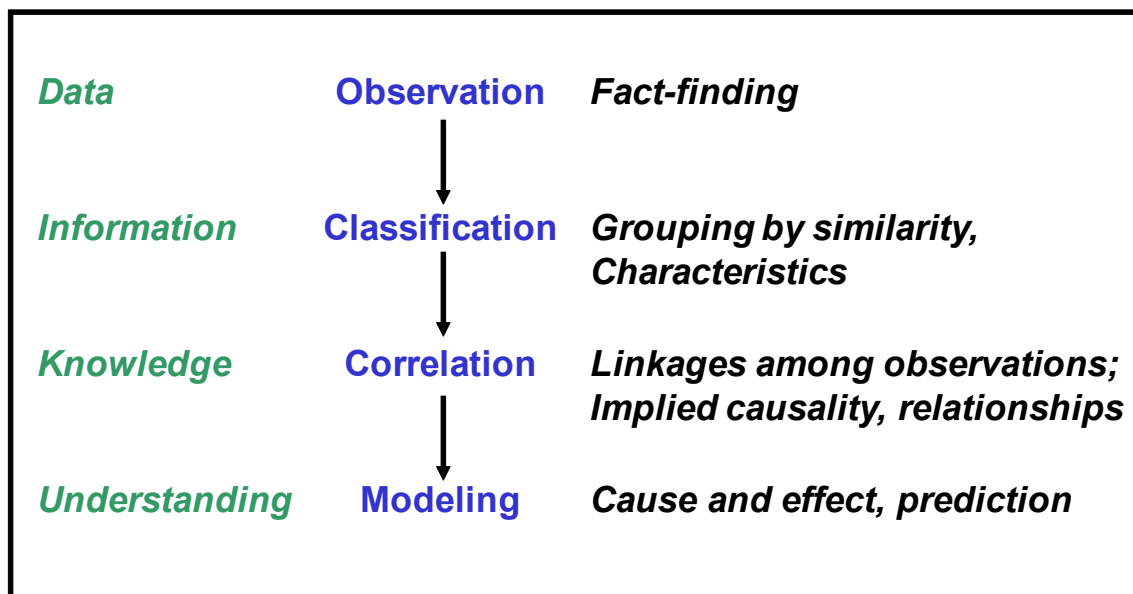 Data Observation Fact-finding
Information Classification Grouping by similarity,
Characteristics
Knowledge Correlation Linkages among observations;
Implied causality, relationships
Understanding Modeling Cause and effect, prediction